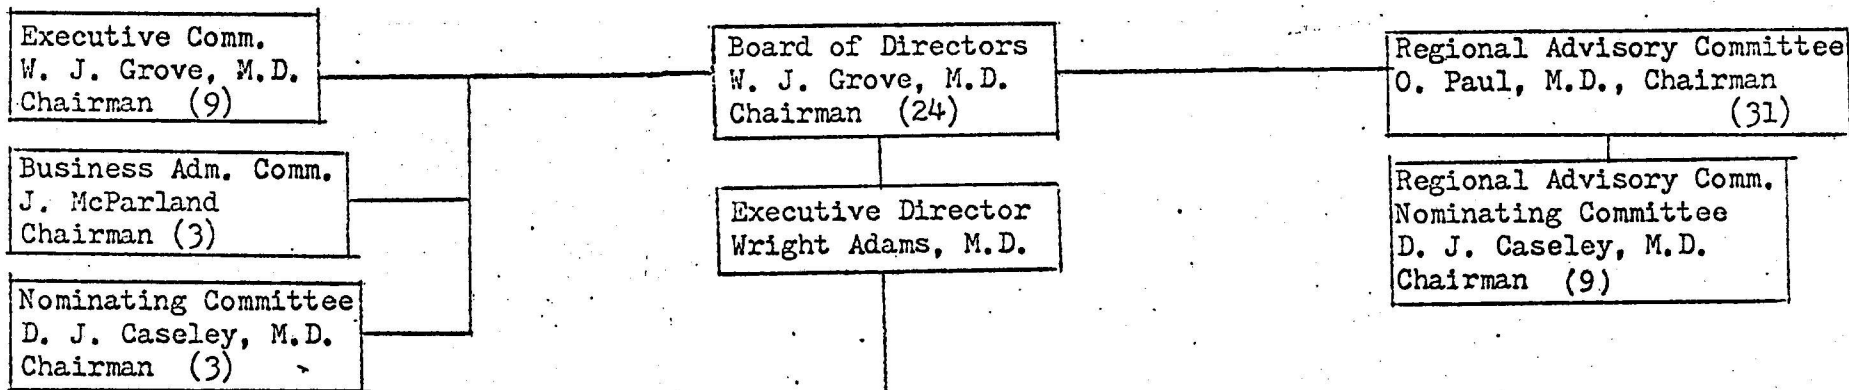 Executive Comm.
W. J. Grove, M.D.
Chairman (9)
Business Adm. Comm.
J. McParland
Chairman (3)
Nominating Committee
D. J. Caseley, M.D.
Chairman (3)
Board of Directors
W. J. Grove, M.D.
Chairman (24)
Executive Director
Wright Adams, M.D.
Regional Advisory Committee
O. Paul, M.D., Chairman
(31)
Regional Advisory Comm.
Nominating Committee
D. J. Caseley, M.D.
Chairman (9)